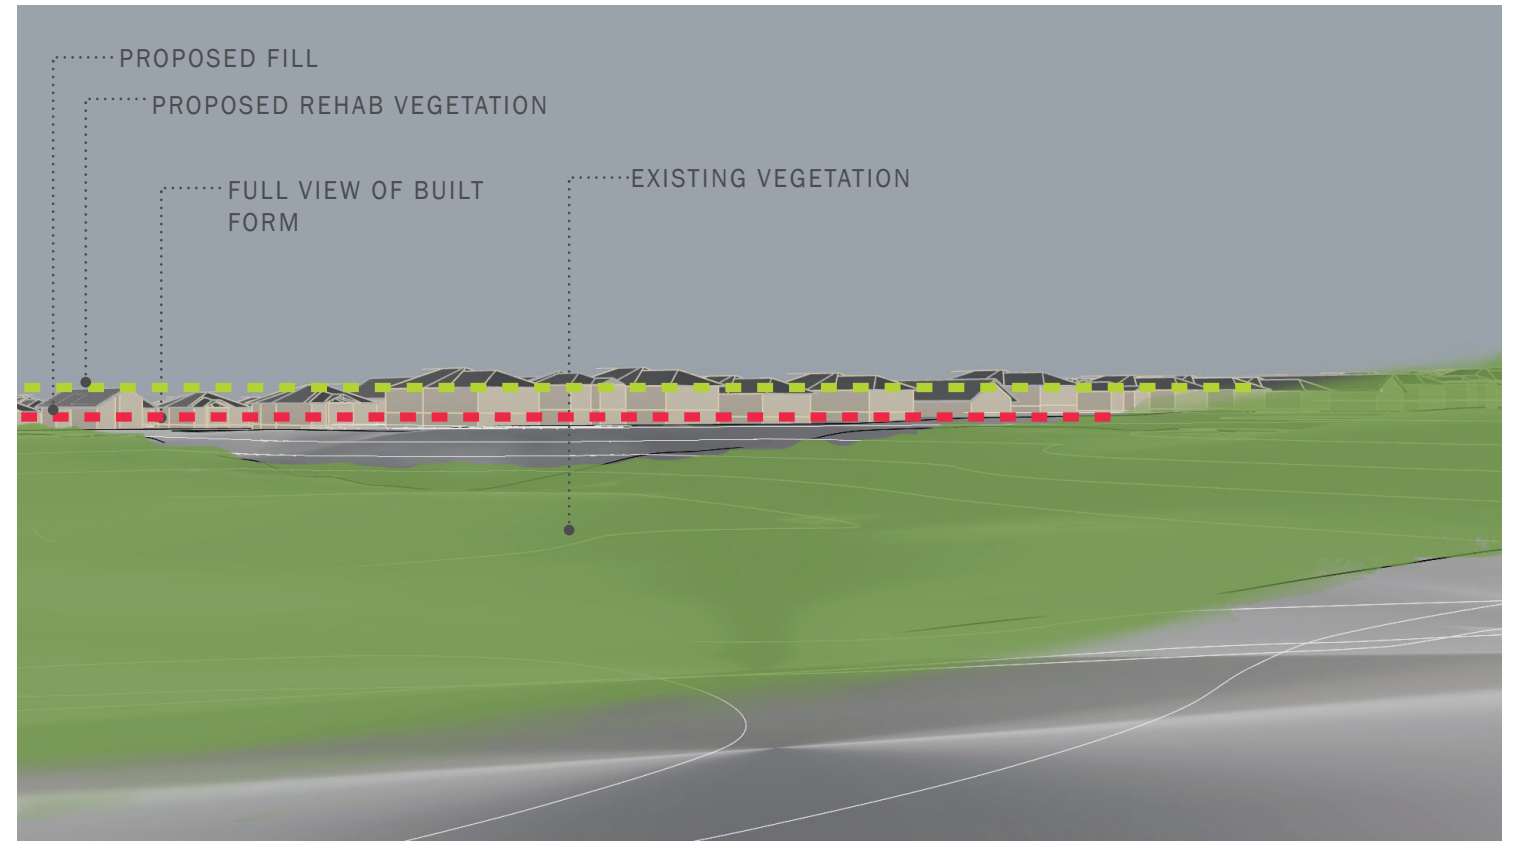 PROPOSED FILL
PROPOSED REHAB VEGETATION
FULL VIEW OF BUILT
FORM
EXISTING VEGETATION